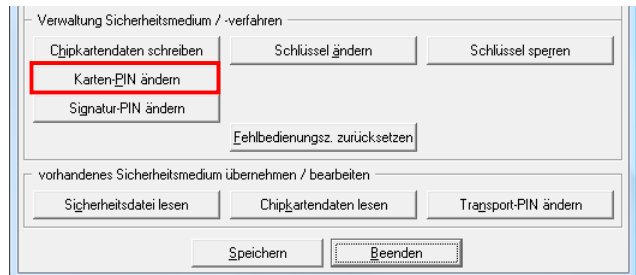 Verwaltung Sicherheitsmedium / -verfahren
Chipkartendaten schreiben
Schlüssel ändern
Schlüssel sperren
Karten-PIN ändern
Signatur-PIN ändern
Fehlbedienungsz. zurücksetzen
vorhandenes Sicherheitsmedium übernehmen / bearbeiten
Sicherheitsdatei lesen
Chipkartendaten lesen
Transport-PIN ändern
Speichern
Beenden